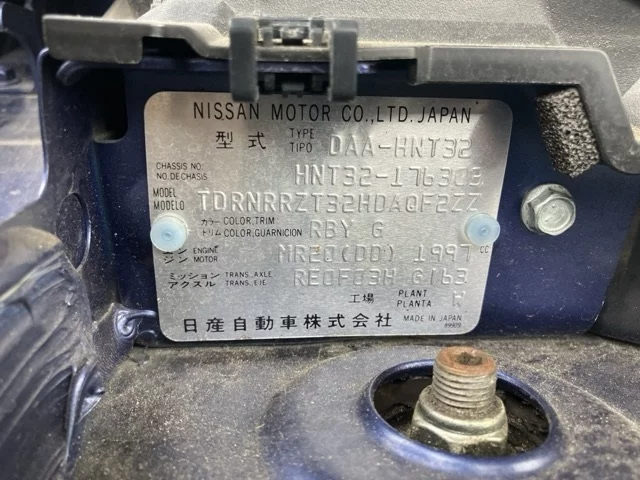 NISSAN MOTOR CO.,LTD. JAPAN
型式 TYPE TIPO DAA-HNT32
CHASSIS NO. NO.DE CHASIS HNT32-176303
MODEL MODELO TDRNRRZT32HDAQF2ZZ
カラー トリム COLOR,TRIM COLOR,GUARNICION RBY G
ジン ENGINE MOTOR MR20(DD) 1997 CC
ミッション アクスル TRANS.AXLE TRANS.EJE RE0F03H G163
工場 PLANT PLANTA K
日産自動車株式会社 MADE IN JAPAN